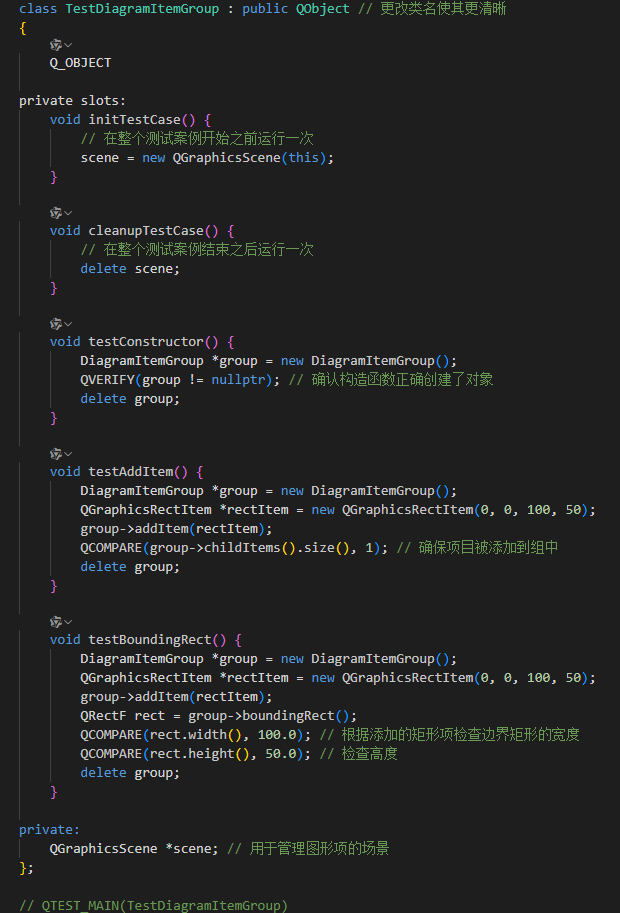 class TestDiagramItemGroup : public QObject // 更改类名使其更清晰
{
Q_OBJECT
private slots:
void initTestCase() {
// 在整个测试案例开始之前运行一次
scene = new QGraphicsScene(this);
}
void cleanupTestCase() {
// 在整个测试案例结束之后运行一次
delete scene;
}
void testConstructor() {
DiagramItemGroup *group = new DiagramItemGroup();
QVERIFY(group != nullptr); // 确认构造函数正确创建了对象
delete group;
}
void testAddItem() {
DiagramItemGroup *group = new DiagramItemGroup();
QGraphicsRectItem *rectItem = new QGraphicsRectItem(0, 0, 100, 50);
group->addItem(rectItem);
QCOMPARE(group->childItems().size(), 1); // 确保项目被添加到组中
delete group;
}
void testBoundingRect() {
DiagramItemGroup *group = new DiagramItemGroup();
QGraphicsRectItem *rectItem = new QGraphicsRectItem(0, 0, 100, 50);
group->addItem(rectItem);
QRectF rect = group->boundingRect();
QCOMPARE(rect.width(), 100.0); // 根据添加的矩形项检查边界矩形的宽度
QCOMPARE(rect.height(), 50.0); // 检查高度
delete group;
}
private:
QGraphicsScene *scene; // 用于管理图形项的场景
};
// QTEST_MAIN(TestDiagramItemGroup)